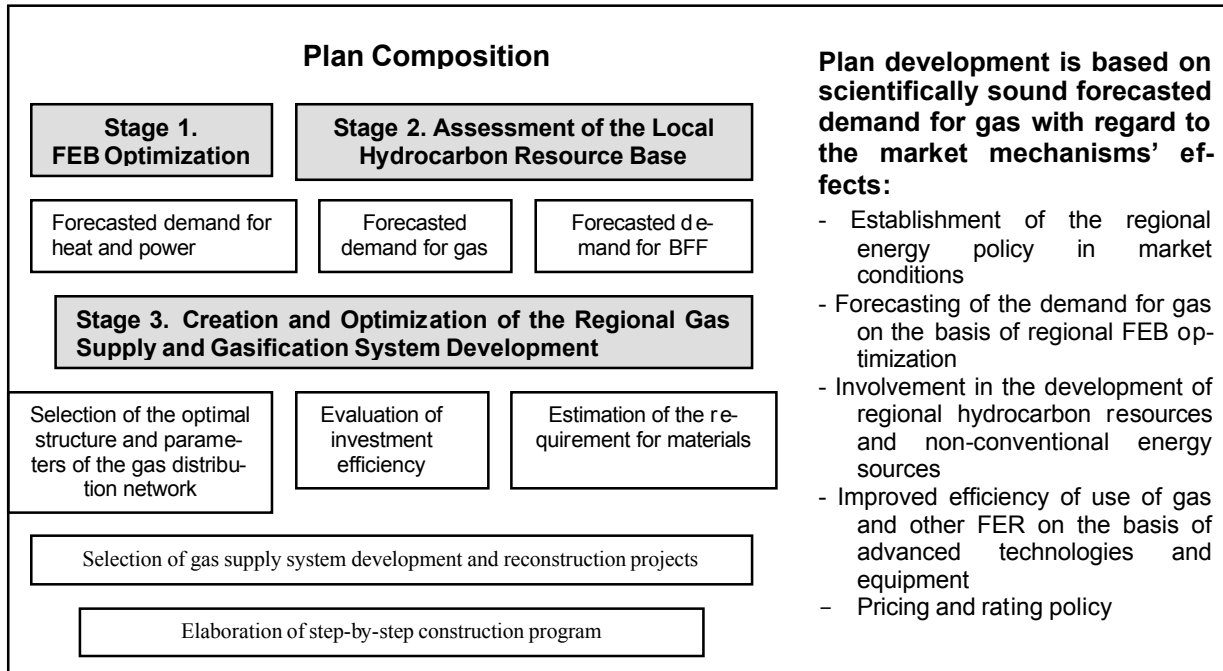 Plan Composition
Stage 1.
FEB Optimization
Stage 2. Assessment of the Local
Hydrocarbon Resource Base
Forecasted demand for
heat and power
Forecasted
demand for gas
Forecasted de-
mand for BFF
Stage 3. Creation and Optimization of the Regional Gas
Supply and Gasification System Development
Selection of the optimal
structure and parame-
ters of the gas distribu-
tion network
Evaluation of
investment
efficiency
Estimation of the re-
quirement for materials
Selection of gas supply system development and reconstruction projects
Elaboration of step-by-step construction program
Plan development is based on
scientifically sound forecasted
demand for gas with regard to
the market mechanisms' ef-
fects:
- Establishment of the regional
energy policy in market
conditions
- Forecasting of the demand for gas
on the basis of regional FEB op-
timization
- Involvement in the development of
regional hydrocarbon resources
and non-conventional energy
sources
- Improved efficiency of use of gas
and other FER on the basis of
advanced technologies and
equipment
- Pricing and rating policy